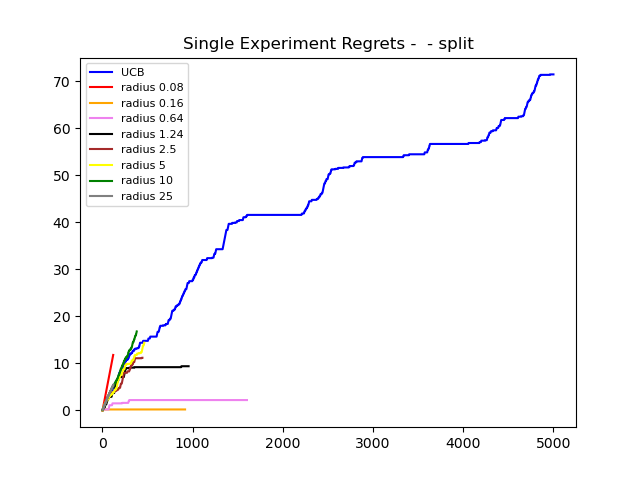 Single Experiment Regrets -  - split
UCB
radius 0.08
radius 0.16
radius 0.64
radius 1.24
radius 2.5
radius 5
radius 10
radius 25
70
60
50
40
30
20
10
0
0 1000 2000 3000 4000 5000